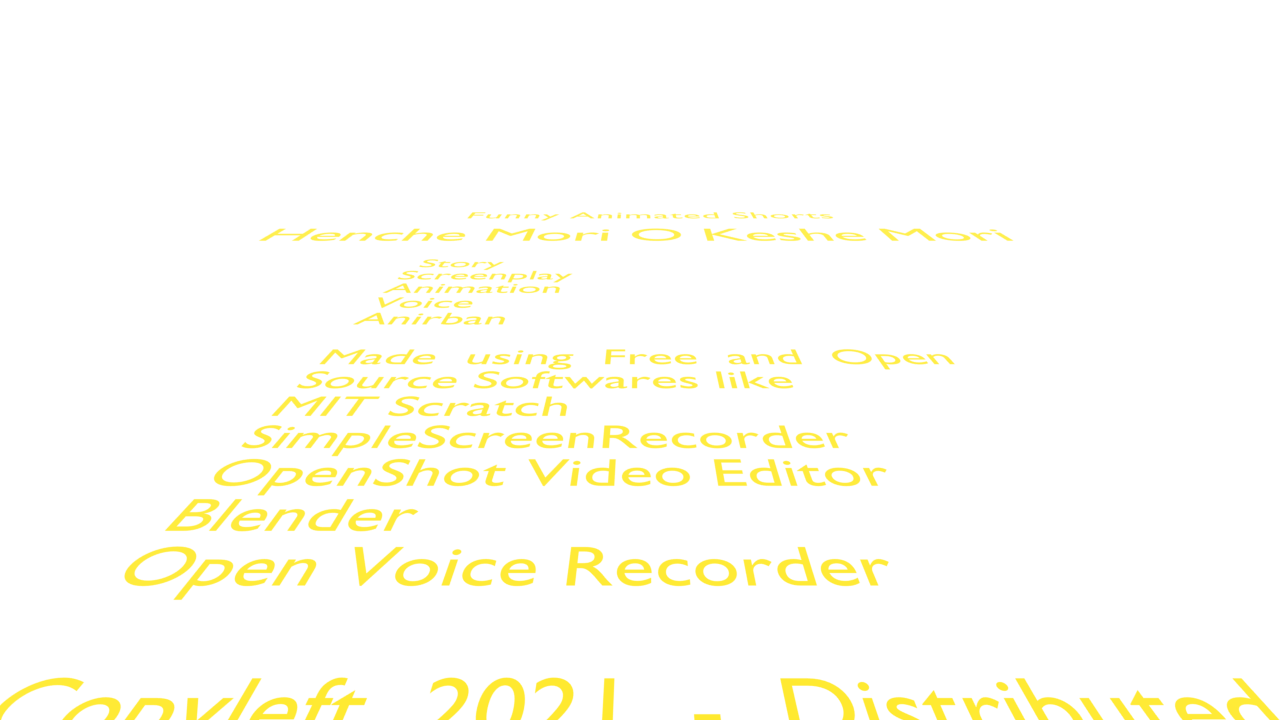 Funny Animated Shorts
Henche Mori O Keshe Mori
Story
Screenplay
Animation
Voice
Anirban
Made using Free and Open
Source Softwares like
MIT Scratch
SimpleScreenRecorder
OpenShot Video Editor
Blender
Open Voice Recorder
Copyleft 2021 - Distributed